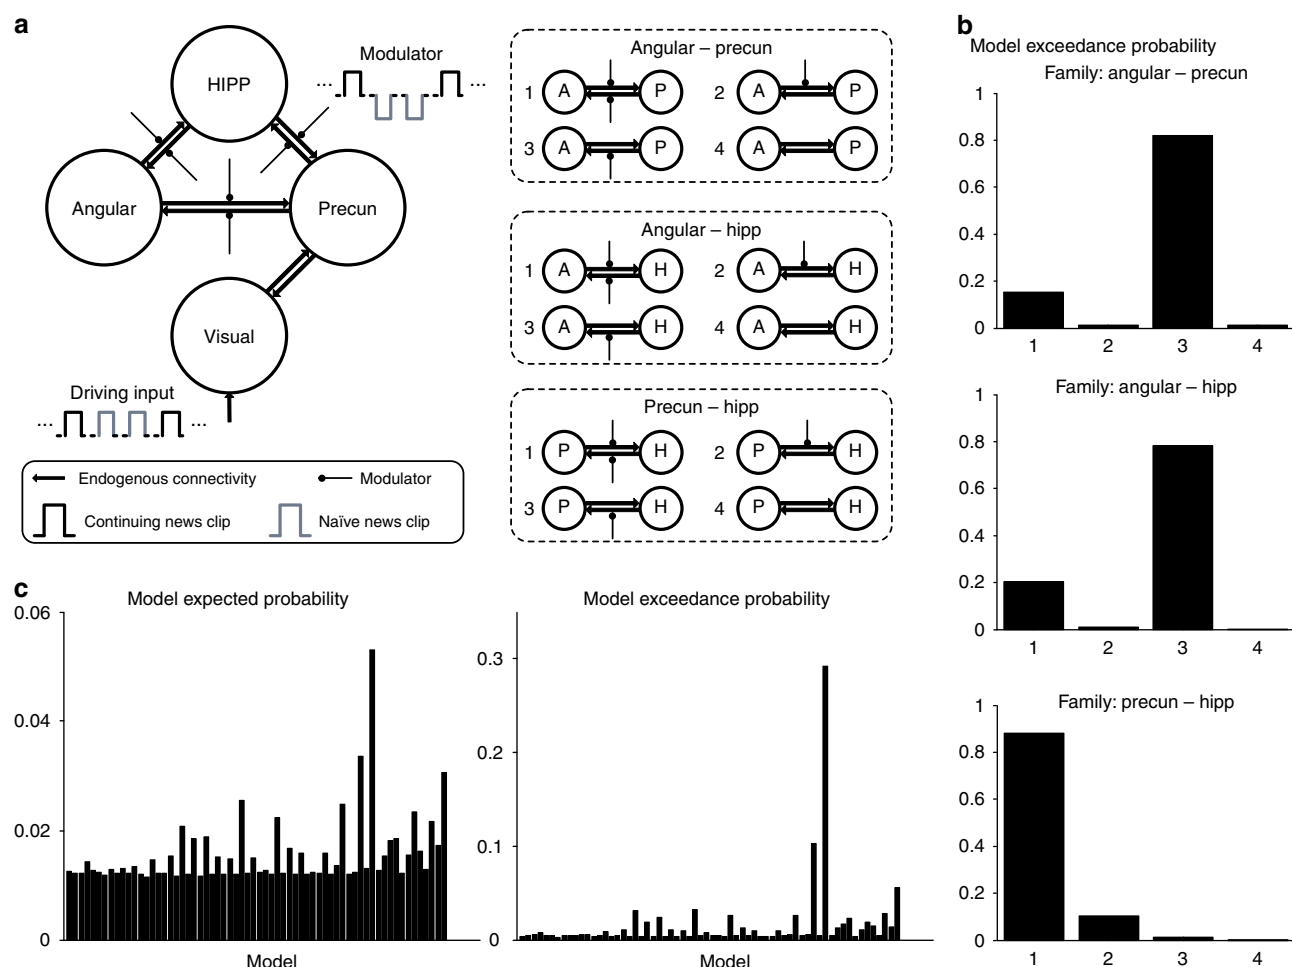 a
HIPP
Modulator
... ...
Angular
Precun
Visual
Driving input
... ...
Endogenous connectivity
Modulator
Continuing news clip
Naïve news clip
Angular – precun
1 A P 2 A P
3 A P 4 A P
Angular – hipp
1 A H 2 A H
3 A H 4 A H
Precun – hipp
1 P H 2 P H
3 P H 4 P H
b
Model exceedance probability
Family: angular – precun
1
0.8
0.6
0.4
0.2
0
1 2 3 4
Family: angular – hipp
1
0.8
0.6
0.4
0.2
0
1 2 3 4
Family: precun – hipp
1
0.8
0.6
0.4
0.2
0
1 2 3 4
c
Model expected probability
0.06
0.04
0.02
0
Model
Model exceedance probability
0.3
0.2
0.1
0
Model